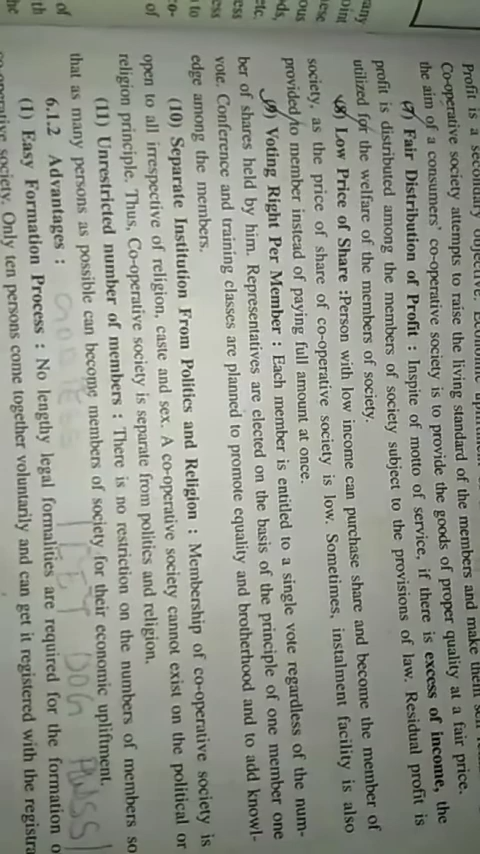 Profit is a secondary objective. Economic
Co-operative society attempts to raise the living standard of the members and make them
the aim of a consumers' co-operative society is to provide the goods of proper quality at a fair price.
(7) Fair Distribution of Profit : Inspite of motto of service, if there is excess of income, the
profit is distributed among the members of society subject to the provisions of law. Residual profit is
utilized for the welfare of the members of society.
(8) Low Price of Share :Person with low income can purchase share and become the member of
society, as the price of share of co-operative society is low. Sometimes, instalment facility is also
provided to member instead of paying full amount at once.
(9) Voting Right Per Member : Each member is entitled to a single vote regardless of the num-
ber of shares held by him. Representatives are elected on the basis of the principle of one member one
vote. Conference and training classes are planned to promote equality and brotherhood and to add knowl-
edge among the members.
(10) Separate Institution From Politics and Religion : Membership of co-operative society is
open to all irrespective of religion, caste and sex. A co-operative society cannot exist on the political or
religion principle. Thus, Co-operative society is separate from politics and religion.
(11) Unrestricted number of members : There is no restriction on the numbers of members so
that as many persons as possible can become members of society for their economic upliftment.
6.1.2 Advantages :
(1) Easy Formation Process : No lengthy legal formalities are required for the formation o
co-operative society. Only ten persons come together voluntarily and can get it registered with the registra